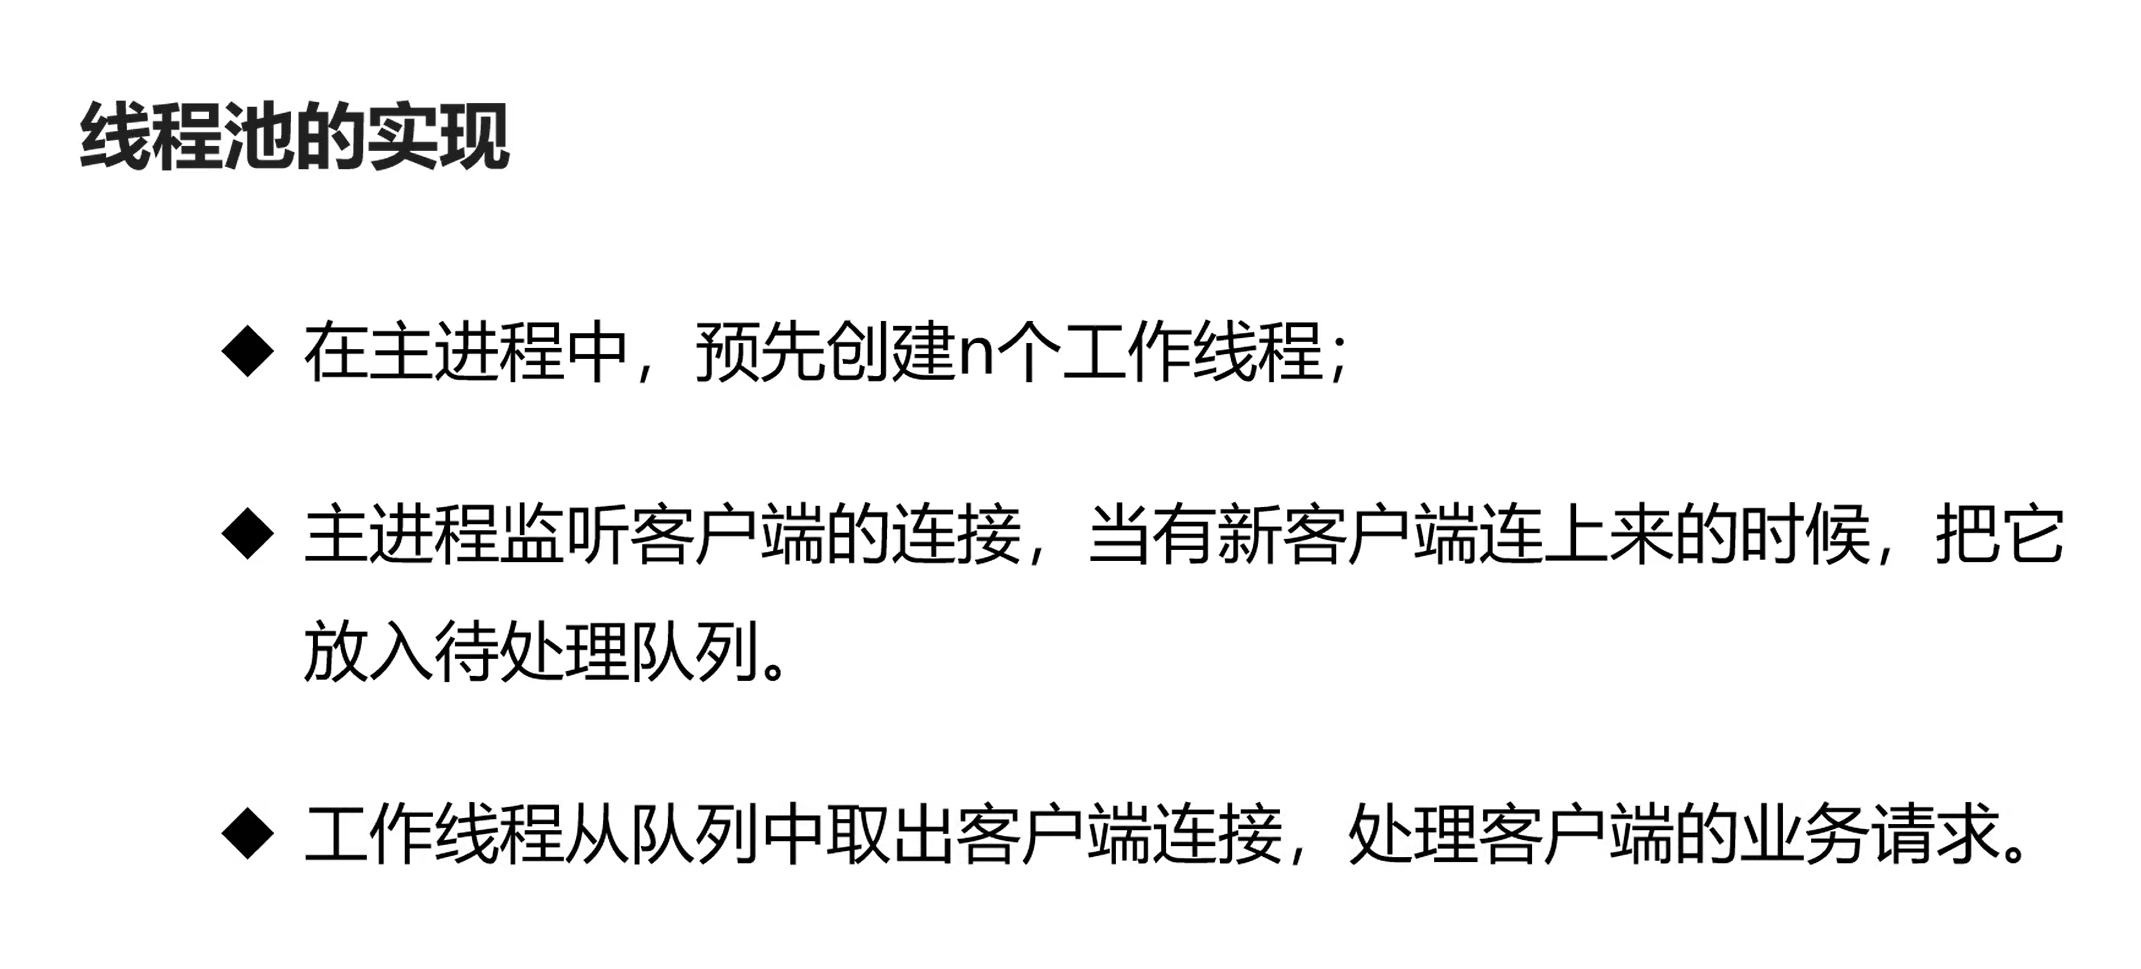 线程池的实现
◆ 在主进程中，预先创建n个工作线程；
◆ 主进程监听客户端的连接，当有新客户端连上来的时候，把它
放入待处理队列。
◆ 工作线程从队列中取出客户端连接，处理客户端的业务请求。